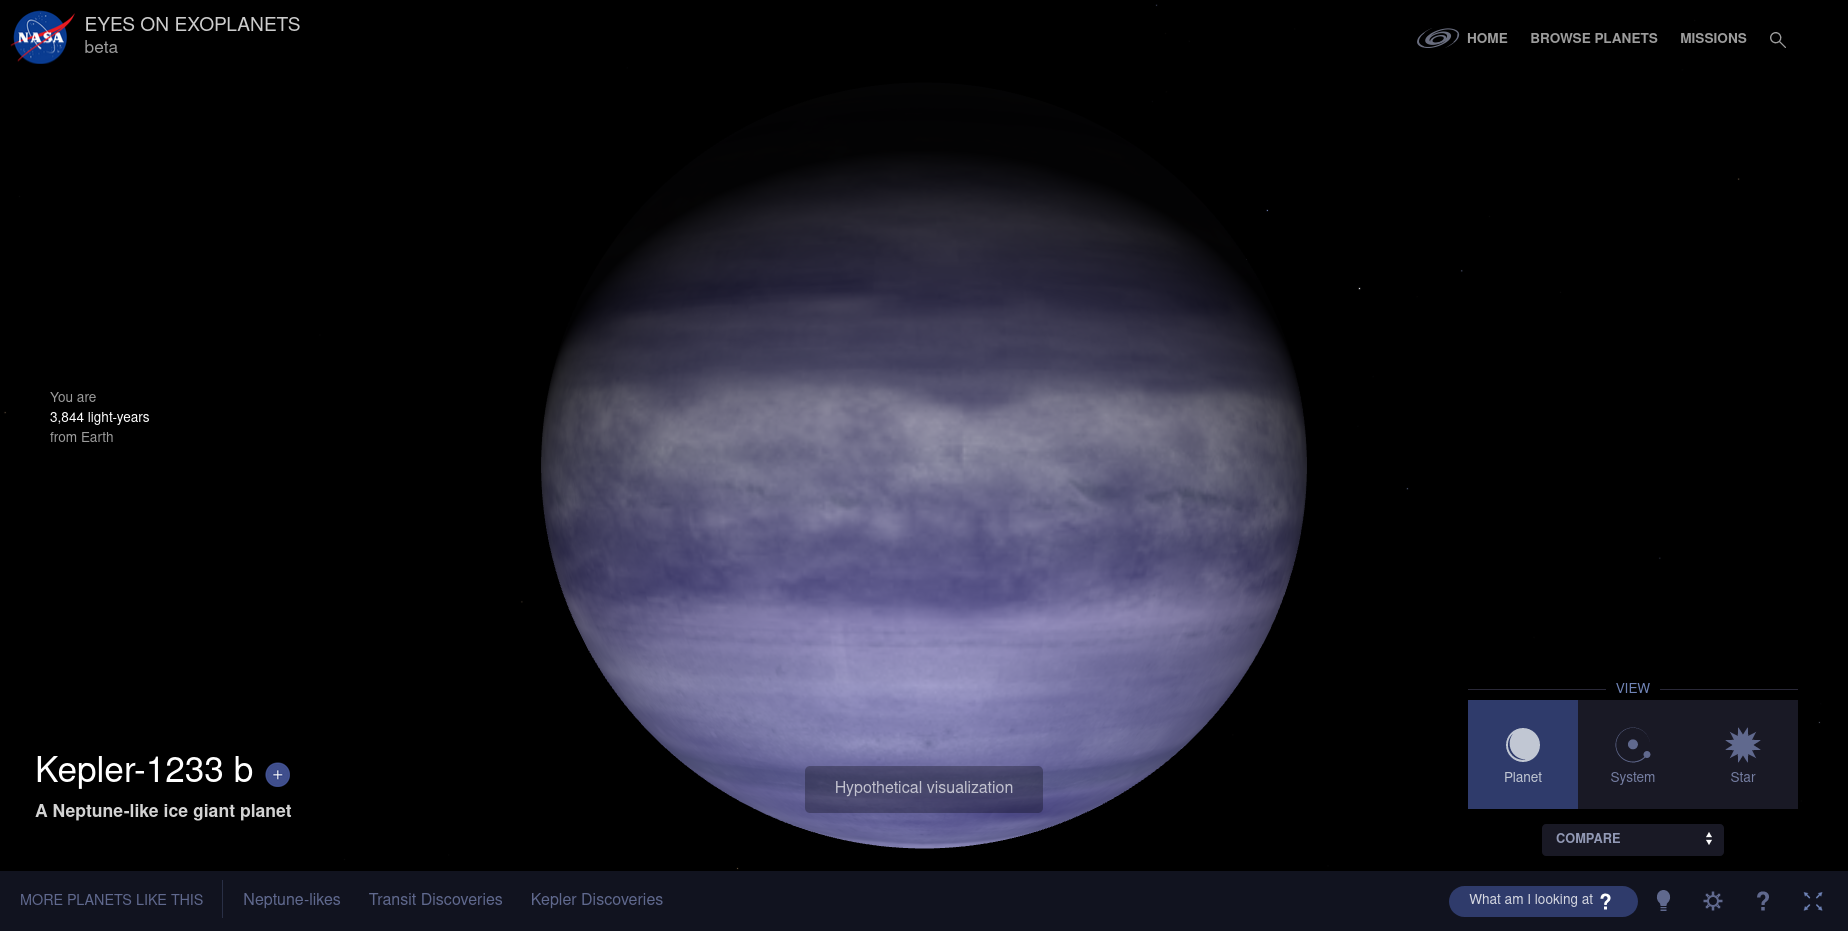 NASA
EYES ON EXOPLANETS
beta
HOME BROWSE PLANETS MISSIONS
You are
3,844 light-years
from Earth
Kepler-1233 b +
A Neptune-like ice giant planet
Hypothetical visualization
VIEW
Planet System Star
COMPARE
MORE PLANETS LIKE THIS Neptune-likes Transit Discoveries Kepler Discoveries
What am I looking at ? ?